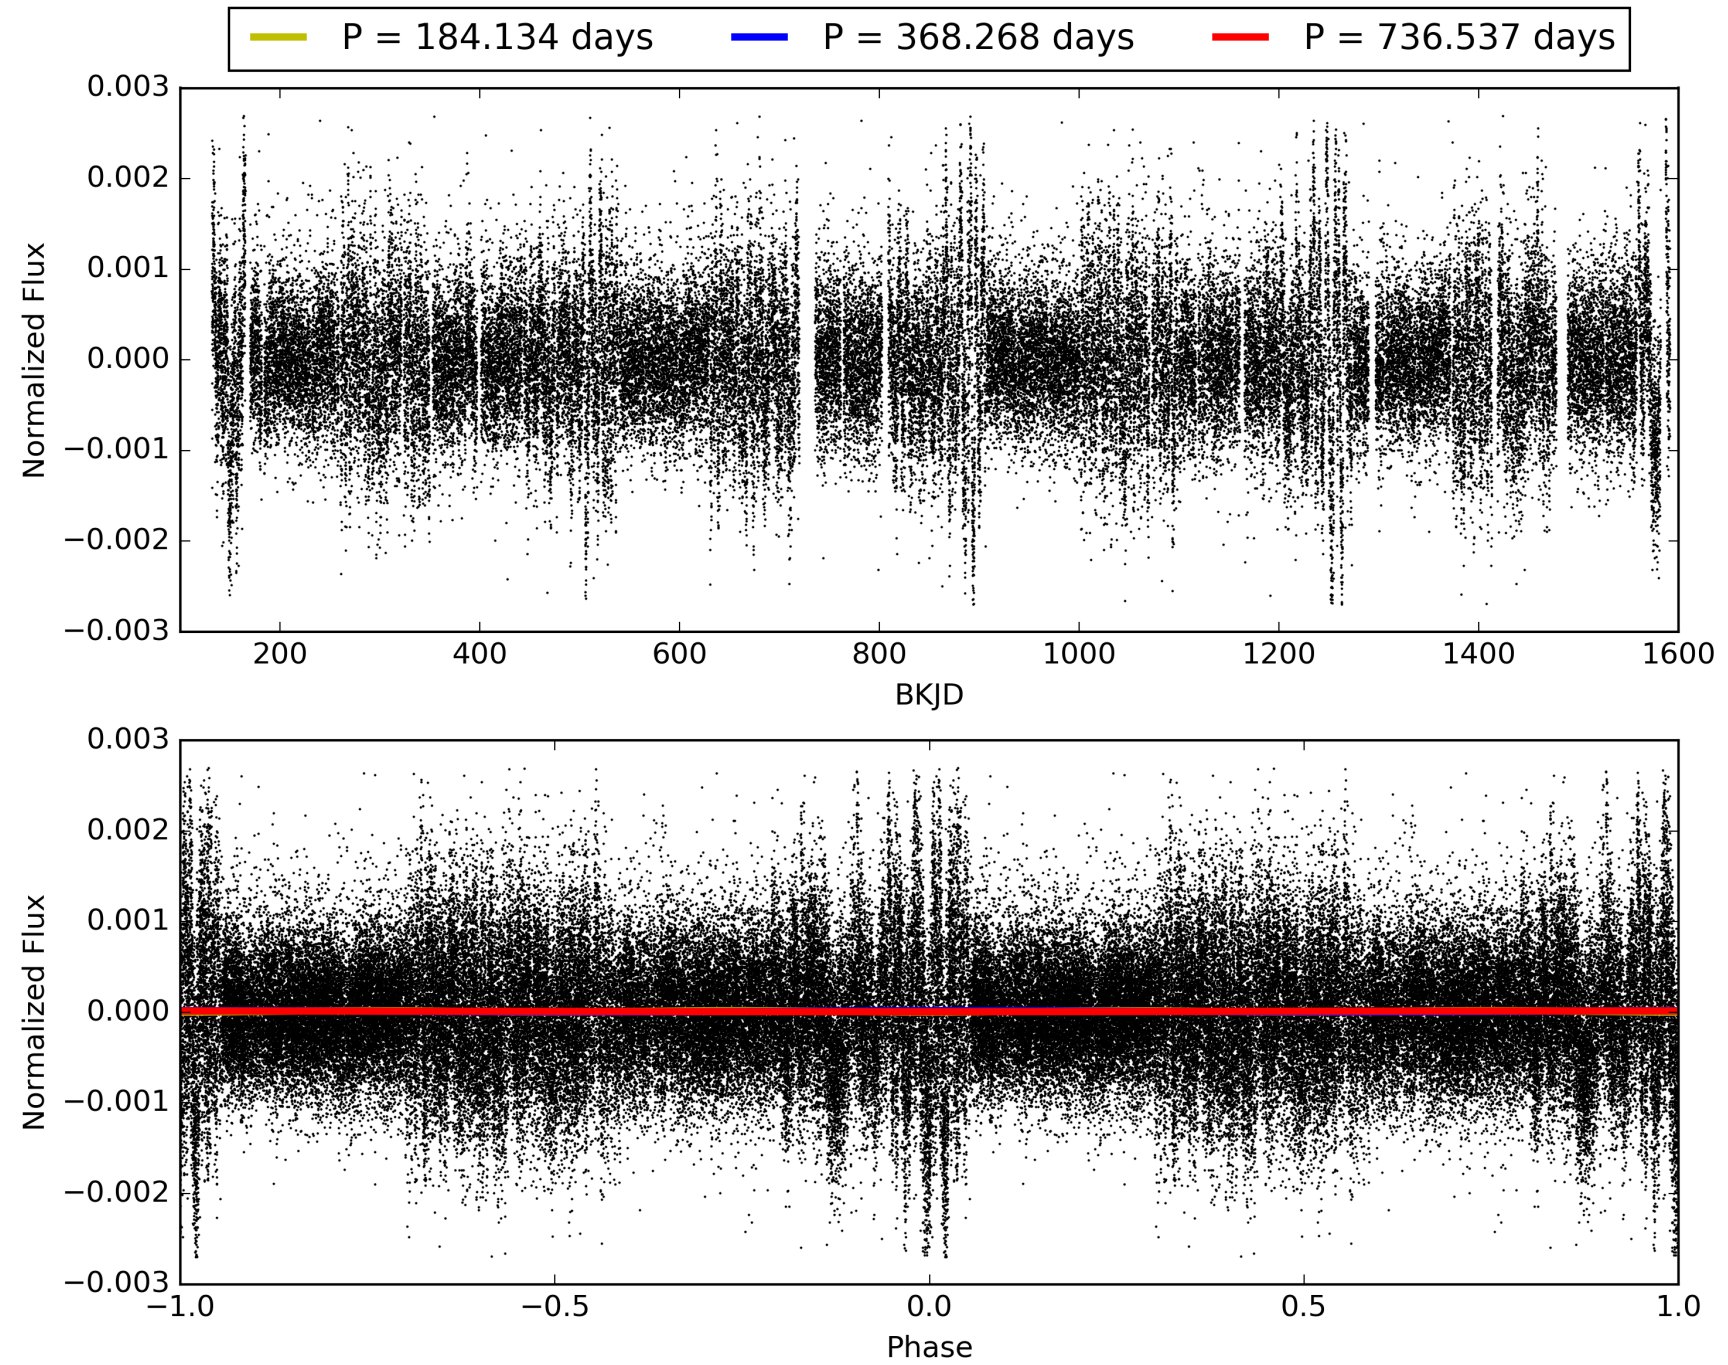 P = 184.134 days P = 368.268 days P = 736.537 days
0.003
0.002
0.001
0.000
−0.001
−0.002
−0.003
Normalized Flux
200 400 600 800 1000 1200 1400 1600
BKJD
0.003
0.002
0.001
0.000
−0.001
−0.002
−0.003
Normalized Flux
−1.0 −0.5 0.0 0.5 1.0
Phase